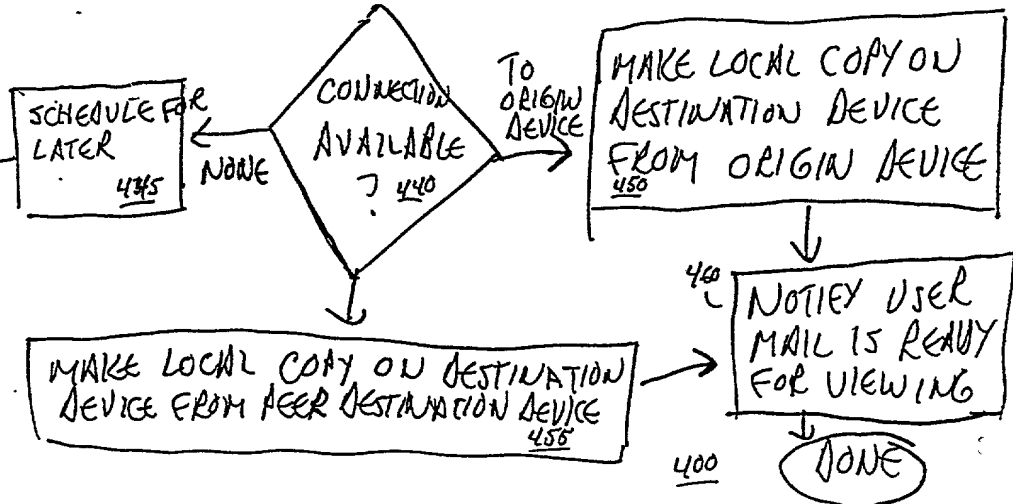 SCHEDULE FOR
LATER
4345
NONE
CONNECTION
AVAILABLE
? 440
TO
ORIGIN
DEVICE
MAKE LOCAL COPY ON
DESTINATION DEVICE
FROM ORIGIN DEVICE
450
460
NOTIFY USER
MAIL IS READY
FOR VIEWING
MAKE LOCAL COPY ON DESTINATION
DEVICE FROM PEER DESTINATION DEVICE
455
400
DONE